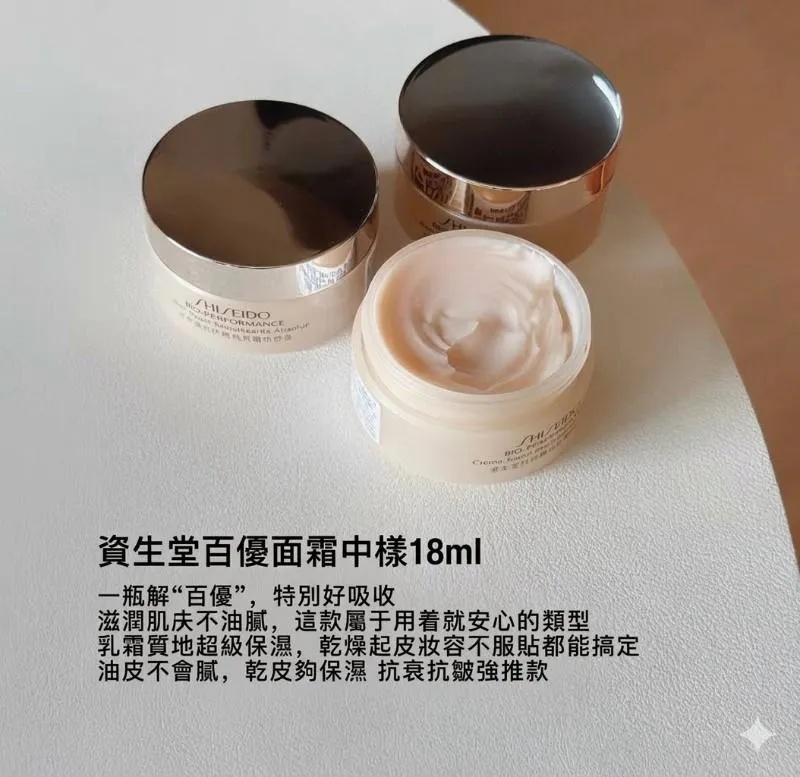 SHISEIDO
BIO-PERFORMANCE
SHISEIDO
資生堂百優面霜中樣18ml
一瓶解“百優”，特別好吸收
滋潤肌夫不油膩，這款屬于用着就安心的類型
乳霜質地超級保濕，乾燥起皮妝容不服貼都能搞定
油皮不會膩，乾皮夠保濕 抗衰抗皺強推款